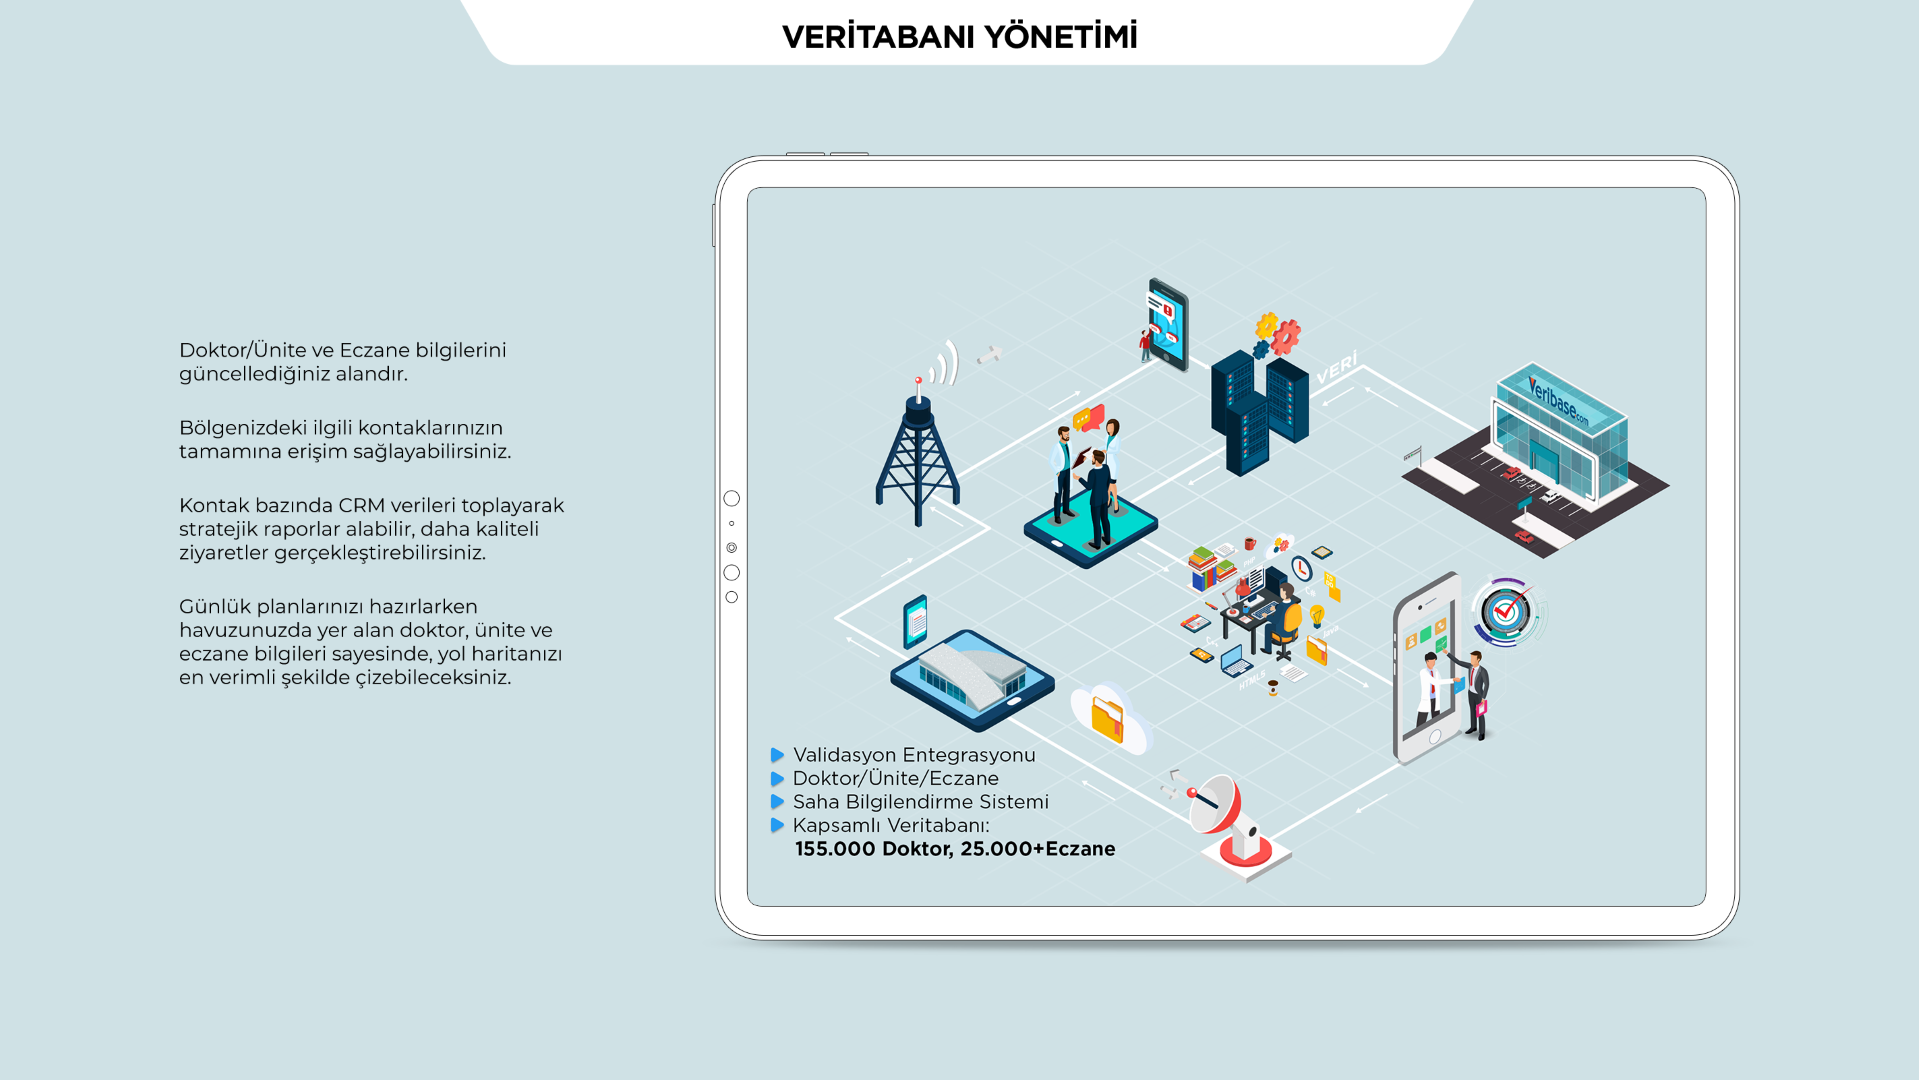 VERİTABANI YÖNETİMİ
Doktor/Ünite ve Eczane bilgilerini
güncellediğiniz alandır.
Bölgenizdeki ilgili kontaklarınızın
tamamına erişim sağlayabilirsiniz.
Kontak bazında CRM verileri toplayarak
stratejik raporlar alabilir, daha kaliteli
ziyaretler gerçekleştirebilirsiniz.
Günlük planlarınızı hazırlarken
havuzunuzda yer alan doktor, ünite ve
eczane bilgileri sayesinde, yol haritanızı
en verimli şekilde çizebileceksiniz.
VERİ
Veribase.com
PHP
C#
C++
Java
HTML5
Validasyon Entegrasyonu
Doktor/Ünite/Eczane
Saha Bilgilendirme Sistemi
Kapsamlı Veritabanı:
155.000 Doktor, 25.000+Eczane